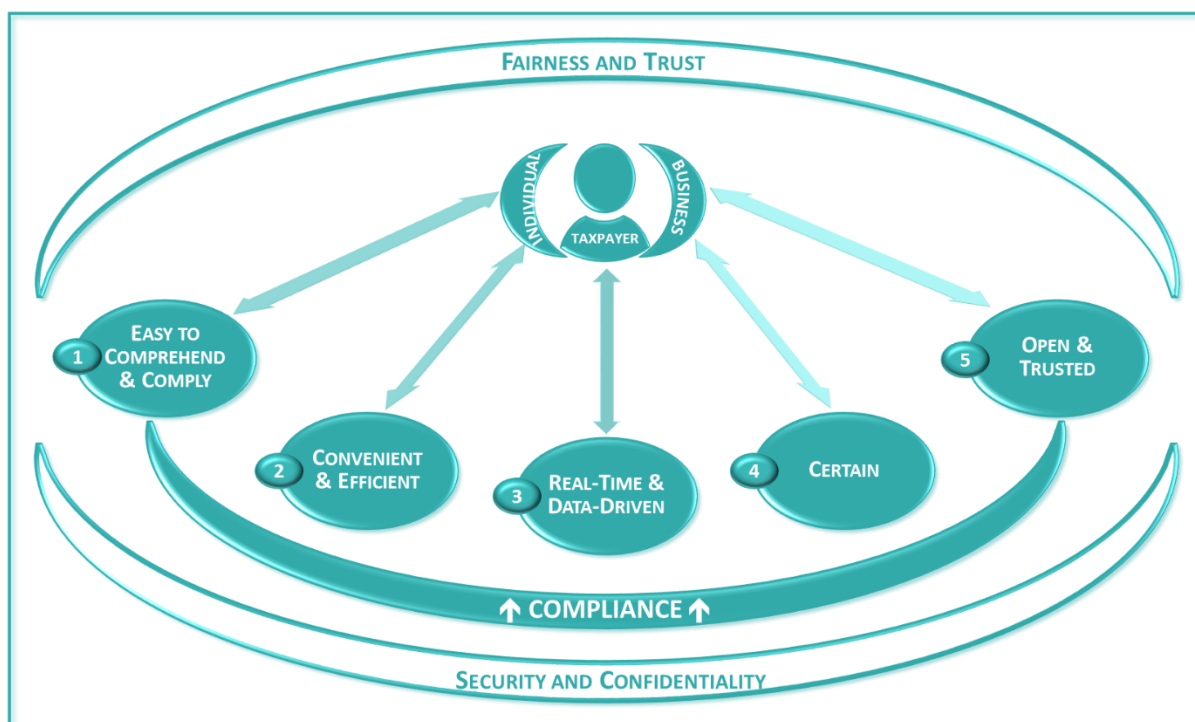 FAIRNESS AND TRUST
INDIVIDUAL
BUSINESS
TAXPAYER
1
EASY TO
COMPREHEND
& COMPLY
5
OPEN &
TRUSTED
2
CONVENIENT
& EFFICIENT
3
REAL-TIME &
DATA-DRIVEN
4
CERTAIN
COMPLIANCE
SECURITY AND CONFIDENTIALITY